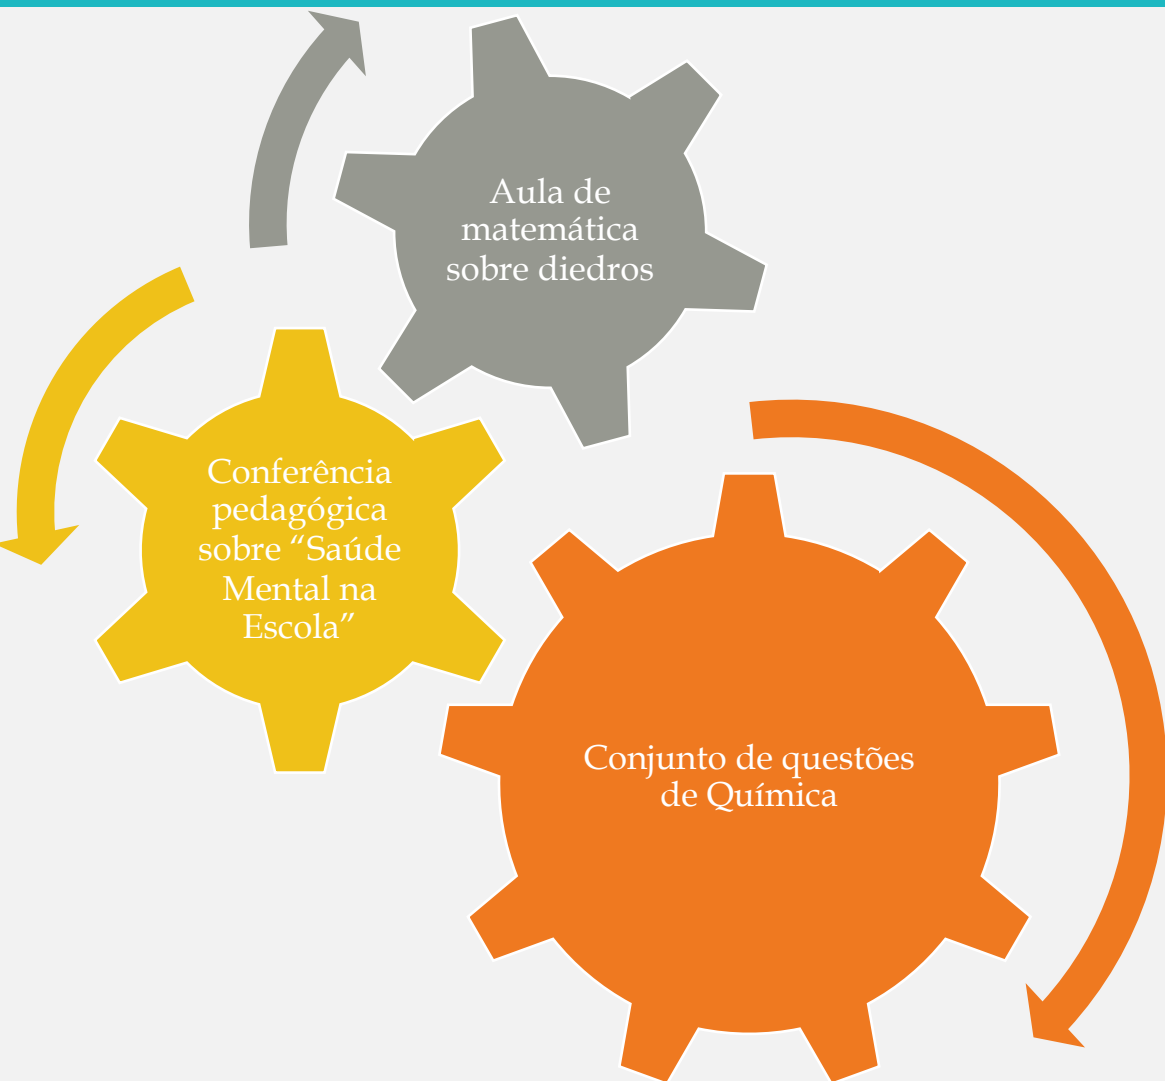 Aula de
matemática
sobre diedros
Conferência
pedagógica
sobre “Saúde
Mental na
Escola”
Conjunto de questões
de Química